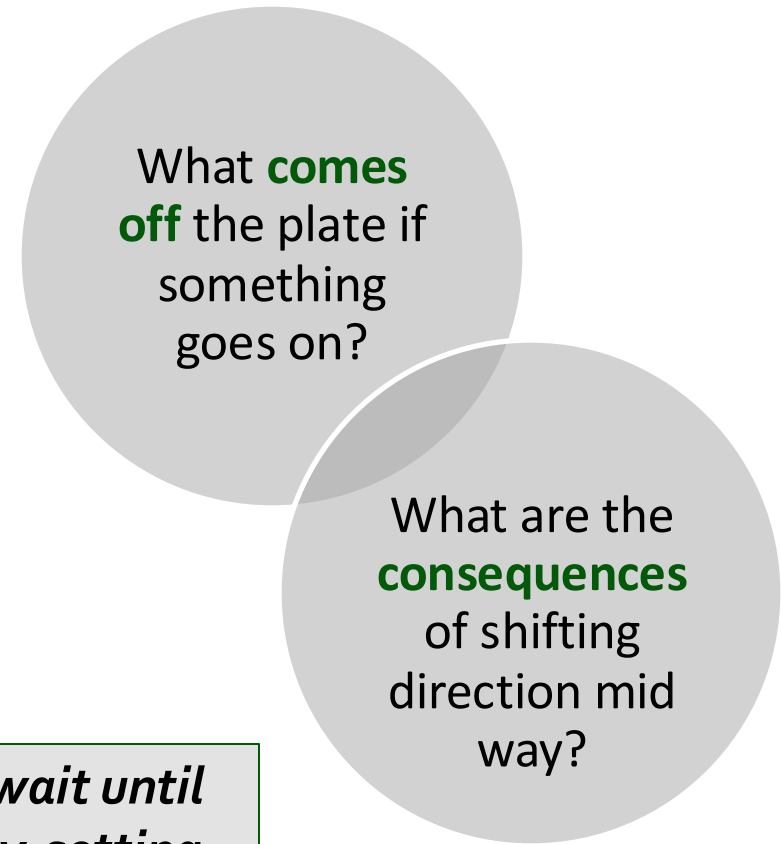 What comes
off the plate if
something
goes on?
What are the
consequences
of shifting
direction mid
way?
wait until
setting